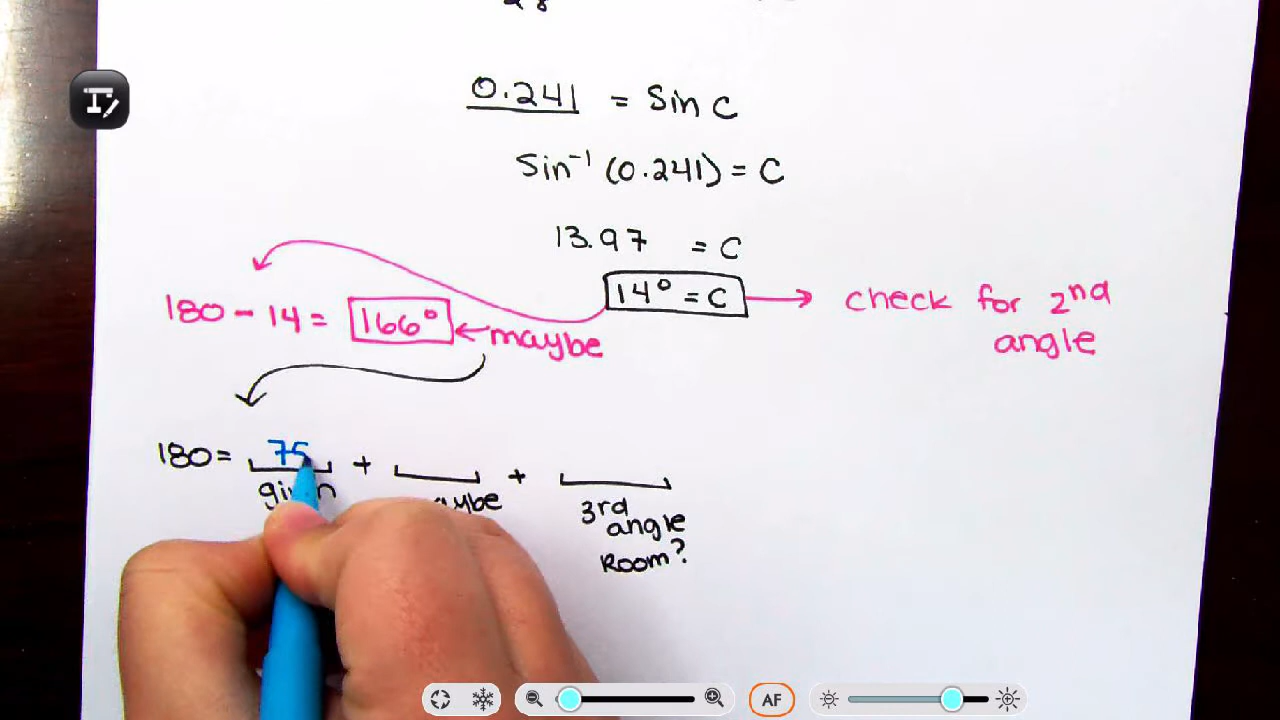 0.241 = Sin C
Sin⁻¹ (0.241) = C
13.97 = C
14° = C
check for 2nd
angle
180 - 14 = 166°
maybe
180 =
+
+
3rd
angle
Room?
AF